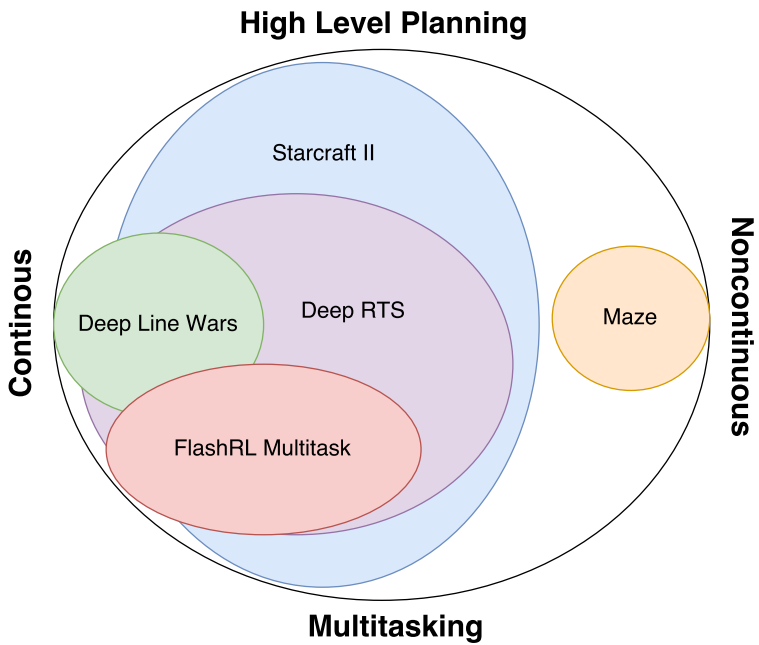 High Level Planning
Starcraft II
Continous
Deep Line Wars
Deep RTS
Maze
Noncontinuous
FlashRL Multitask
Multitasking